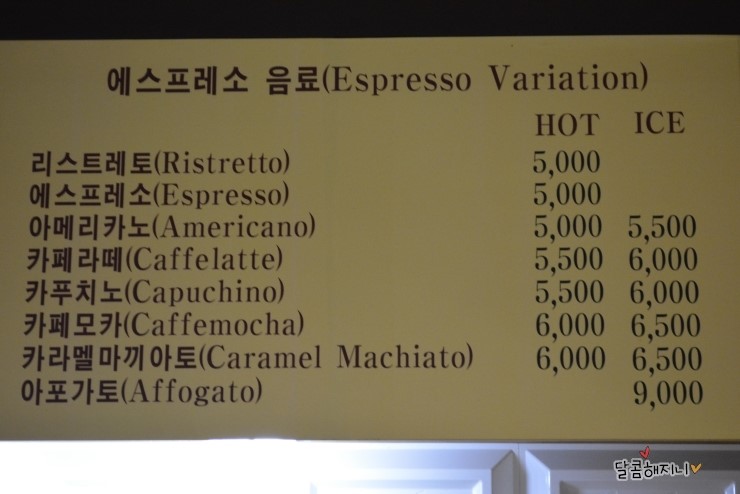 에스프레소 음료(Espresso Variation)
HOT ICE
리스트레토(Ristretto) 5,000
에스프레소(Espresso) 5,000
아메리카노(Americano) 5,000 5,500
카페라떼(Caffelatte) 5,500 6,000
카푸치노(Capuchino) 5,500 6,000
카페모카(Caffemocha) 6,000 6,500
카라멜마끼아토(Caramel Machiato) 6,000 6,500
아포가토(Affogato) 9,000
달콤해지니